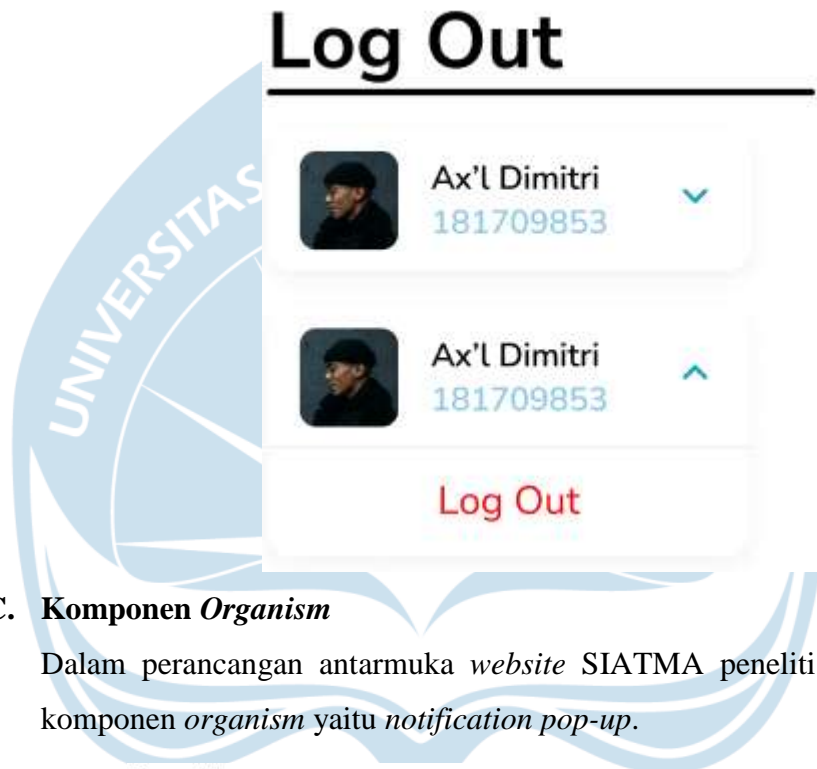 Log Out
Ax'l Dimitri
181709853
Ax'l Dimitri
181709853
Log Out
C. Komponen Organism
Dalam perancangan antarmuka website SIATMA peneliti
komponen organism yaitu notification pop-up.
UNIVERSITAS